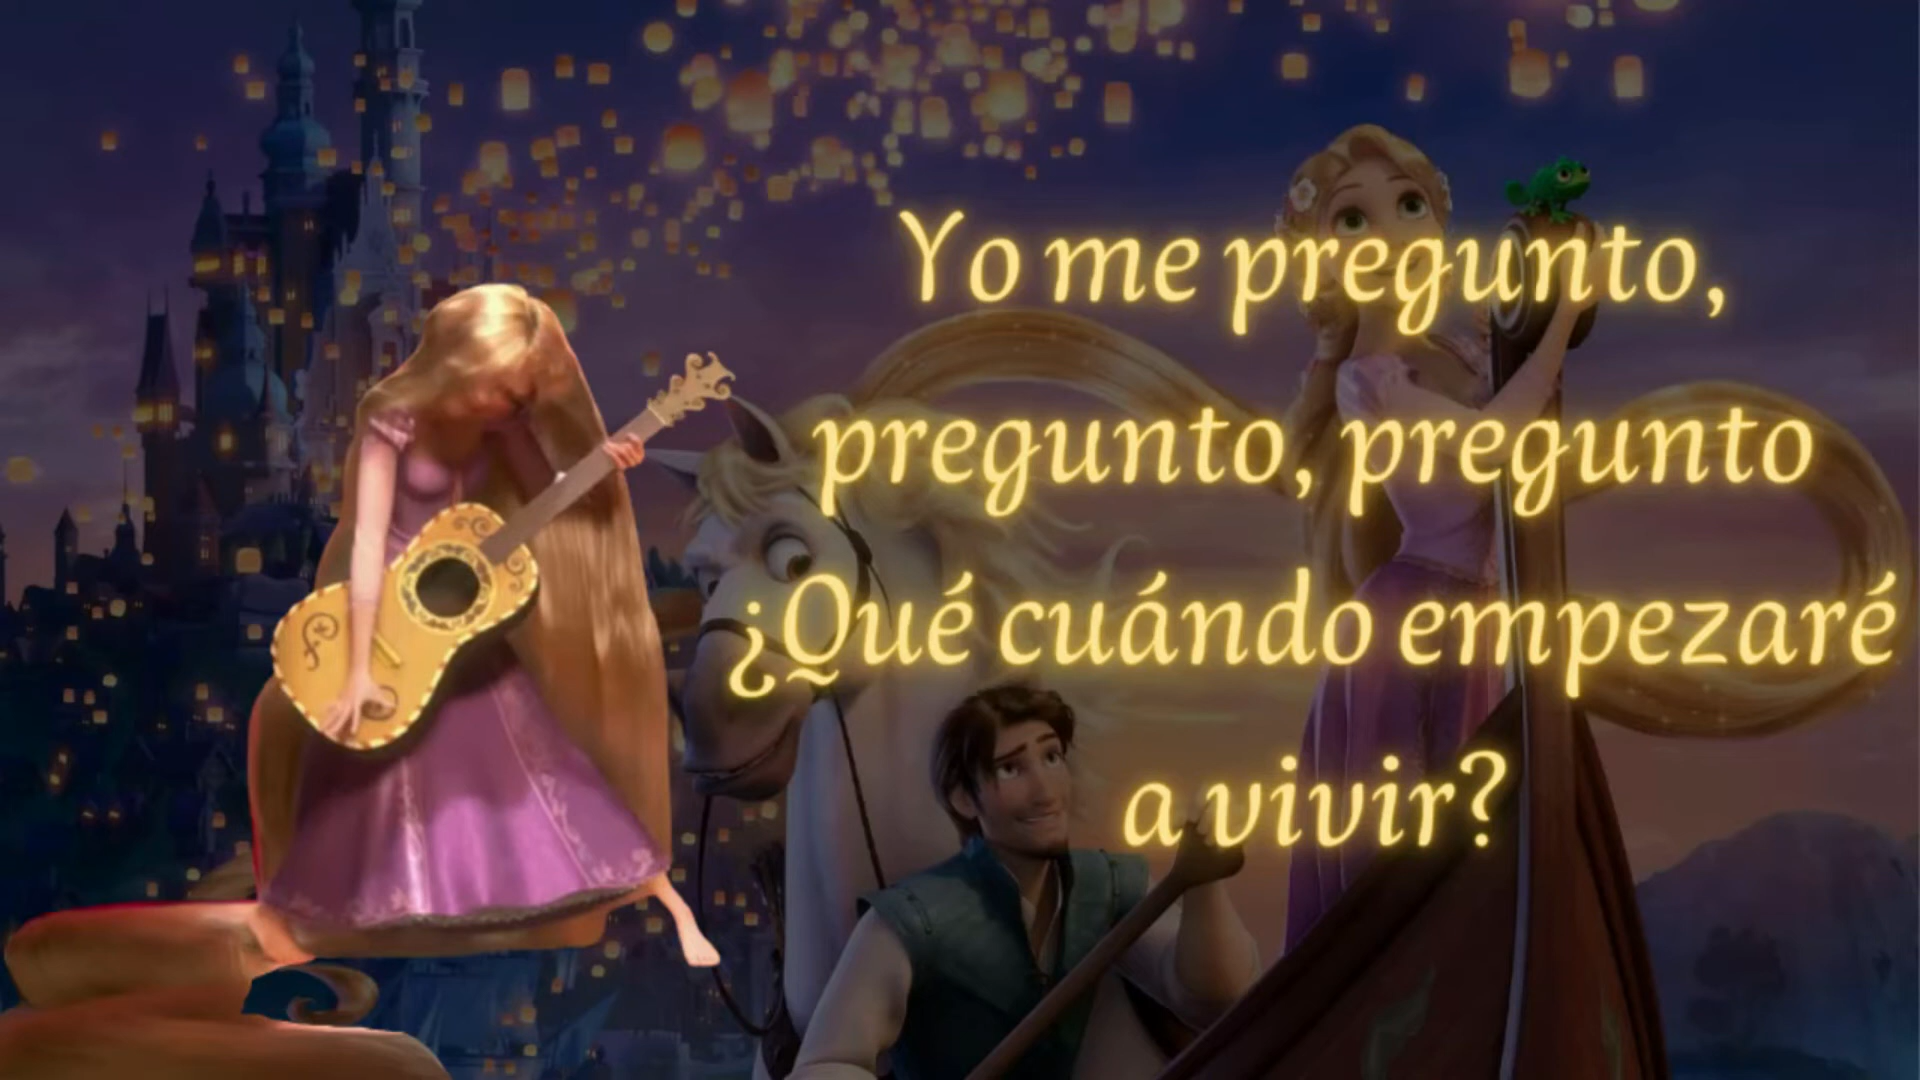 Yo me pregunto,
pregunto, pregunto
¿Qué cuándo empezaré
a vivir?